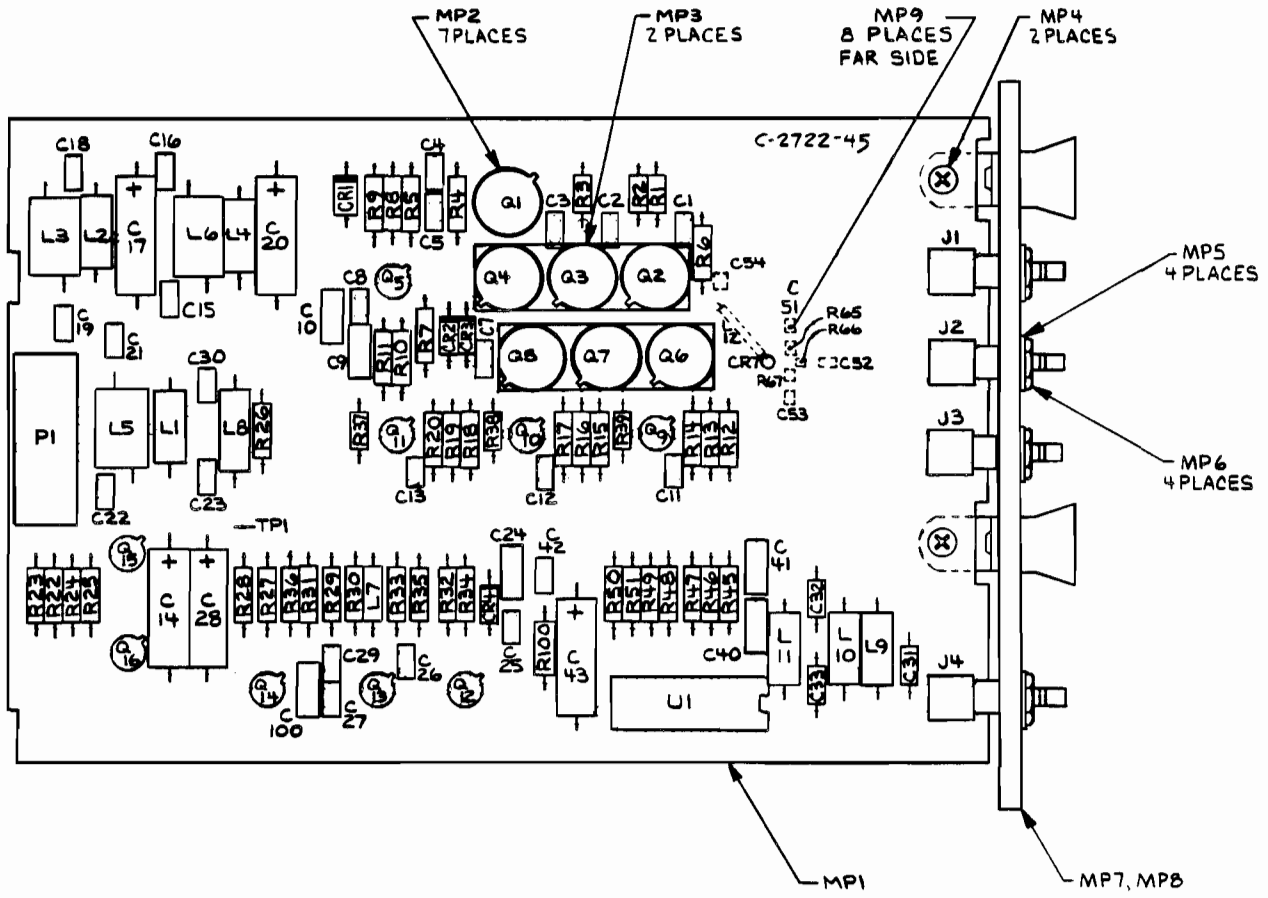 MP2
7 PLACES
MP3
2 PLACES
MP9
8 PLACES
FAR SIDE
MP4
2 PLACES
C-2722-45
C18
C16
C4
CR1
R9
R8
R5
R4
C5
Q1
C3
R3
C2
R2
R1
C1
R6
L3
L2
C
17
L6
L4
C
20
J1
MP5
4 PLACES
Q4
Q3
Q2
C54
Q5
C
19
C
21
C15
C
10
C8
C9
R11
R10
R7
CR2
CR3
C7
C
51
R65
R66
J2
Q8
Q7
Q6
CR7
C52
R67
C53
P1
C30
L5
L1
L8
R26
R37
Q
11
R20
R19
R18
R38
Q
10
R17
R16
R15
R39
Q9
R14
R13
R12
J3
MP6
4 PLACES
C22
C23
C13
C12
C11
TP1
Q
15
C24
C
42
C
41
R23
R22
R24
R25
C
14
C
28
R28
R27
R36
R31
R29
R30
L7
R33
R35
R32
R34
CR4
R50
R51
R49
R48
R47
R46
R45
C32
Q
16
C29
C
26
C
25
R100
C
43
C40
L
11
L
10
L9
C31
C33
Q
14
Q
13
Q
12
C
100
C
27
U1
J4
MP1
MP7, MP8